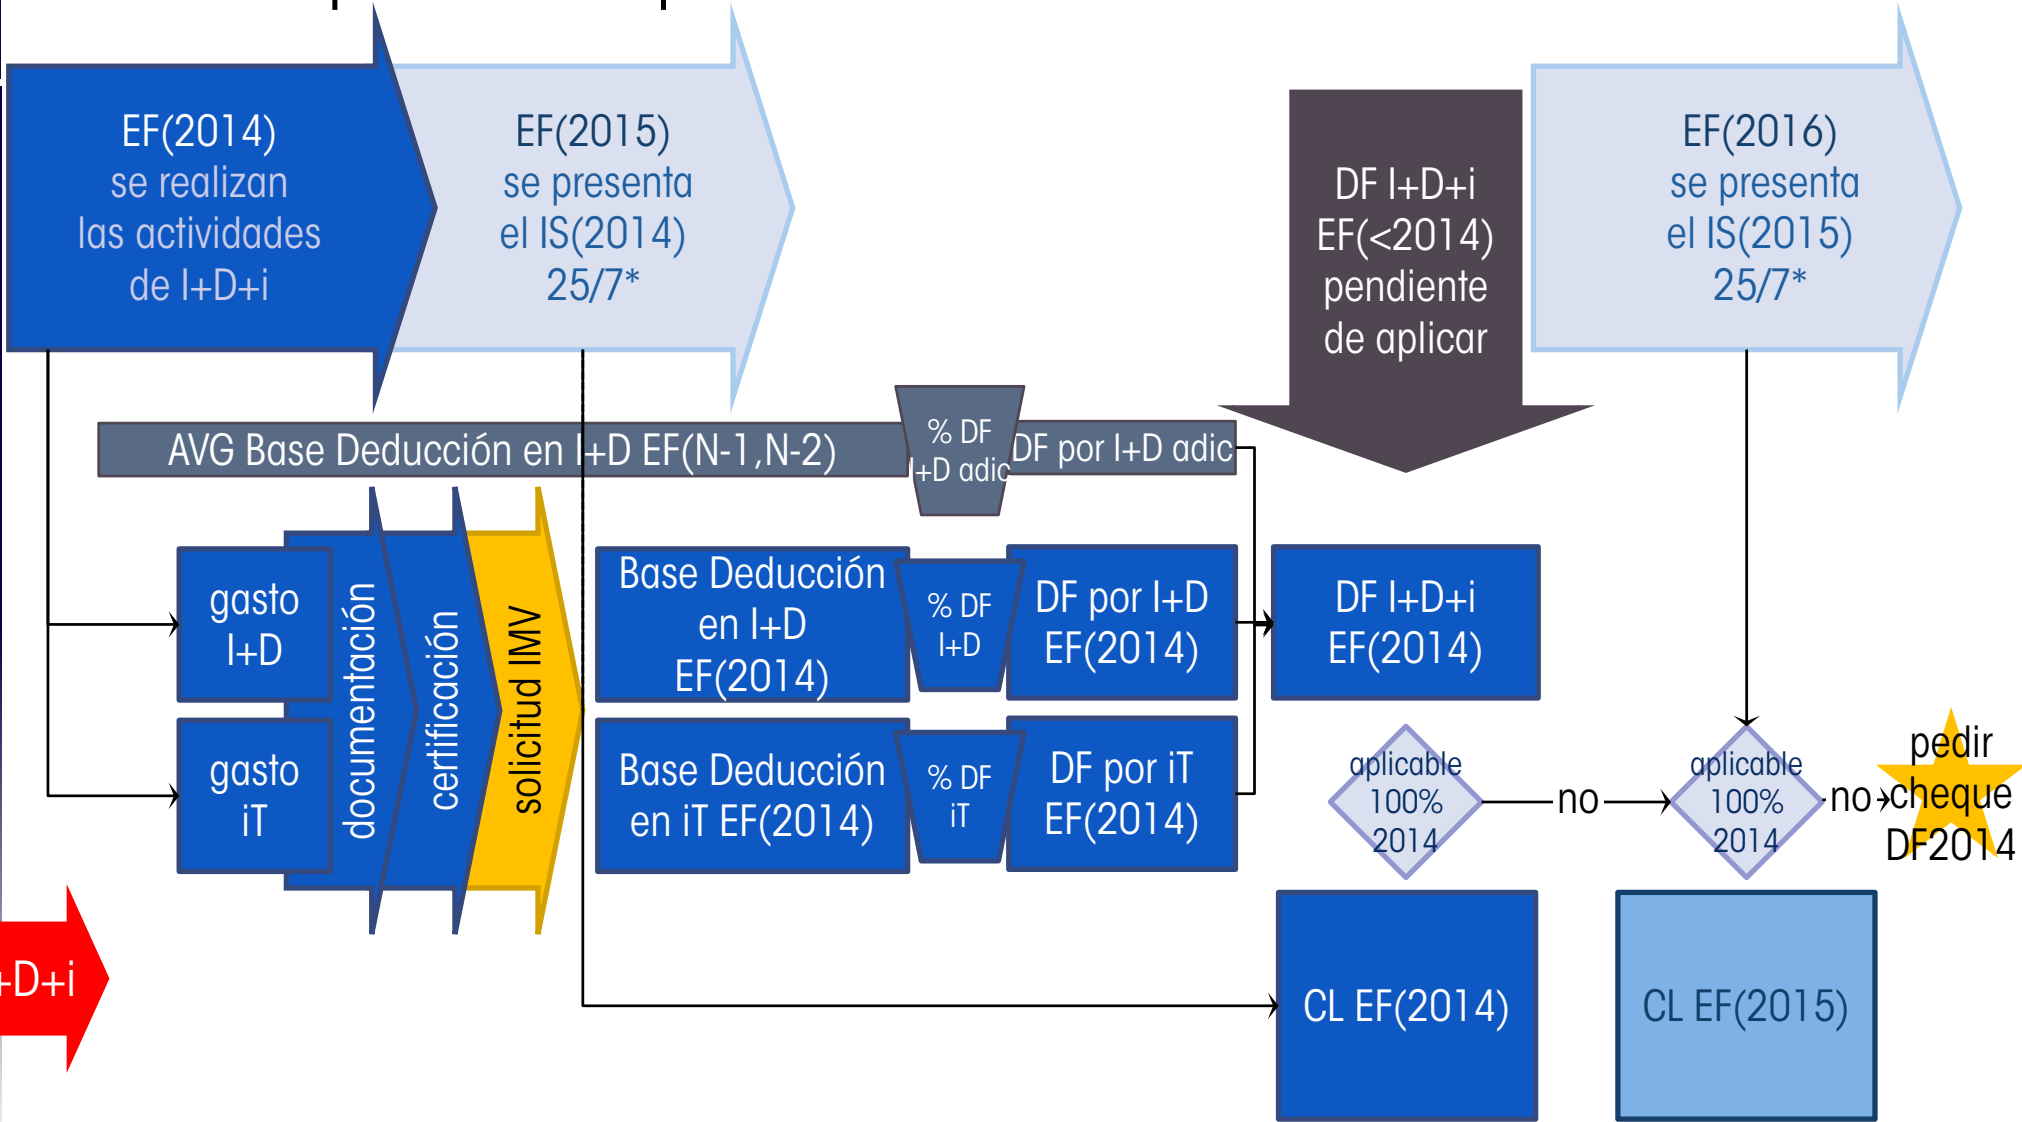 EF(2014)
se realizan
las actividades
de I+D+i
EF(2015)
se presenta
el IS(2014)
25/7*
DF I+D+i
EF(<2014)
pendiente
de aplicar
EF(2016)
se presenta
el IS(2015)
25/7*
AVG Base Deducción en I+D EF(N-1,N-2)
% DF
I+D adic
DF por I+D adic
gasto
I+D
gasto
iT
documentación
certificación
solicitud IMV
Base Deducción
en I+D
EF(2014)
% DF
I+D
DF por I+D
EF(2014)
DF I+D+i
EF(2014)
Base Deducción
en iT EF(2014)
% DF
iT
DF por iT
EF(2014)
aplicable
100%
2014
no
aplicable
100%
2014
no
pedir
cheque
DF2014
+D+i
CL EF(2014)
CL EF(2015)